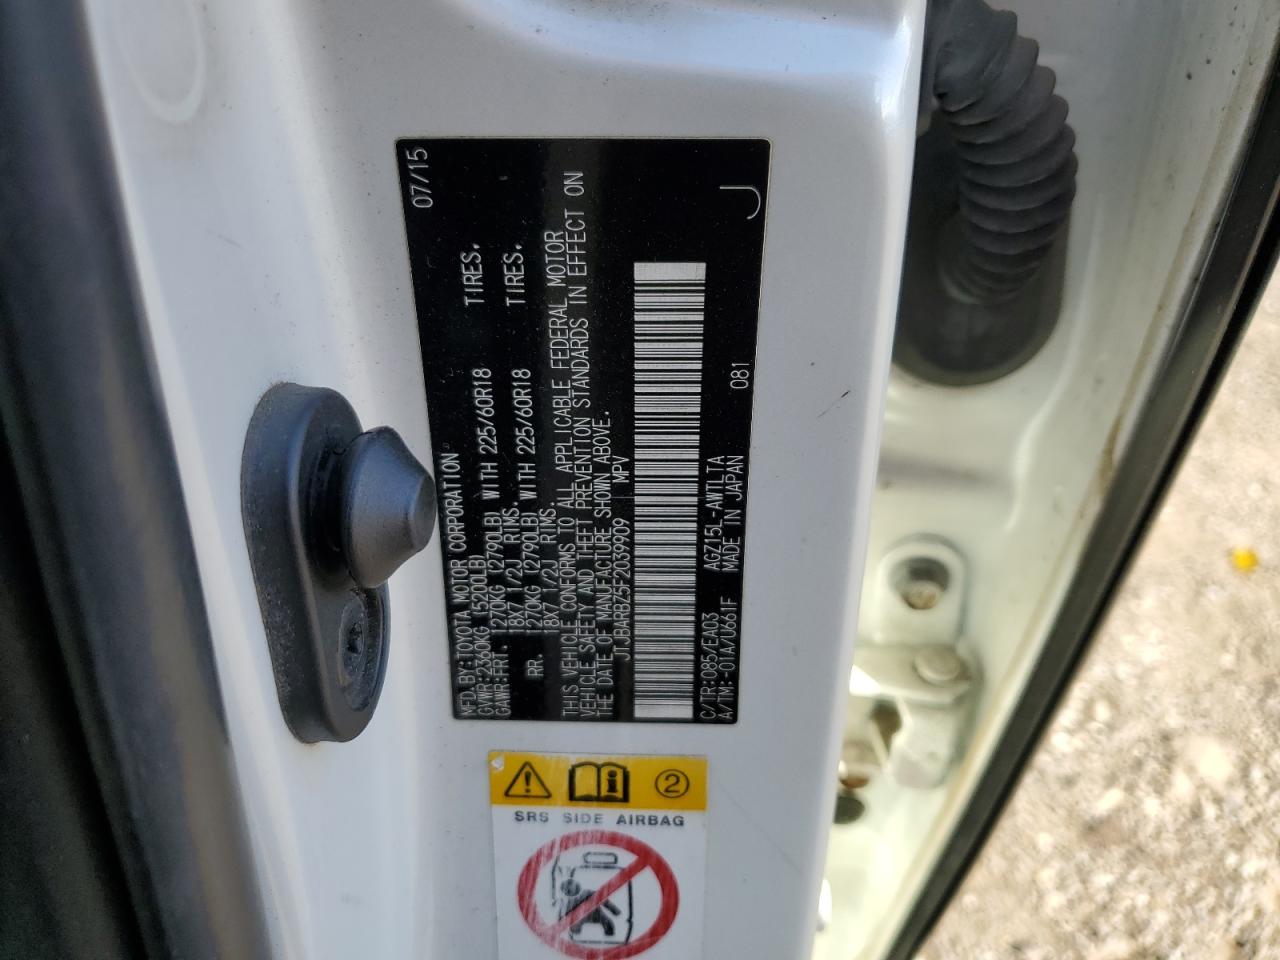 07/15
MFD. BY: TOYOTA MOTOR CORPORATION
GVWR: 2360KG (5200LB)
GAWR: FRT. 1270KG (2790LB) WITH 225/60R18 TIRES.
18X7 1/2J RIMS.
RR. 1270KG (2790LB) WITH 225/60R18 TIRES.
18X7 1/2J RIMS.
THIS VEHICLE CONFORMS TO ALL APPLICABLE FEDERAL MOTOR
VEHICLE SAFETY AND THEFT PREVENTION STANDARDS IN EFFECT ON
THE DATE OF MANUFACTURE SHOWN ABOVE.
JTJBARBZ5F2039909 MPV
C/TR: 085/EA03 AGZ15L-AWTLTA
A/TM: -01A/U661F MADE IN JAPAN 081 J
2
SRS SIDE AIRBAG